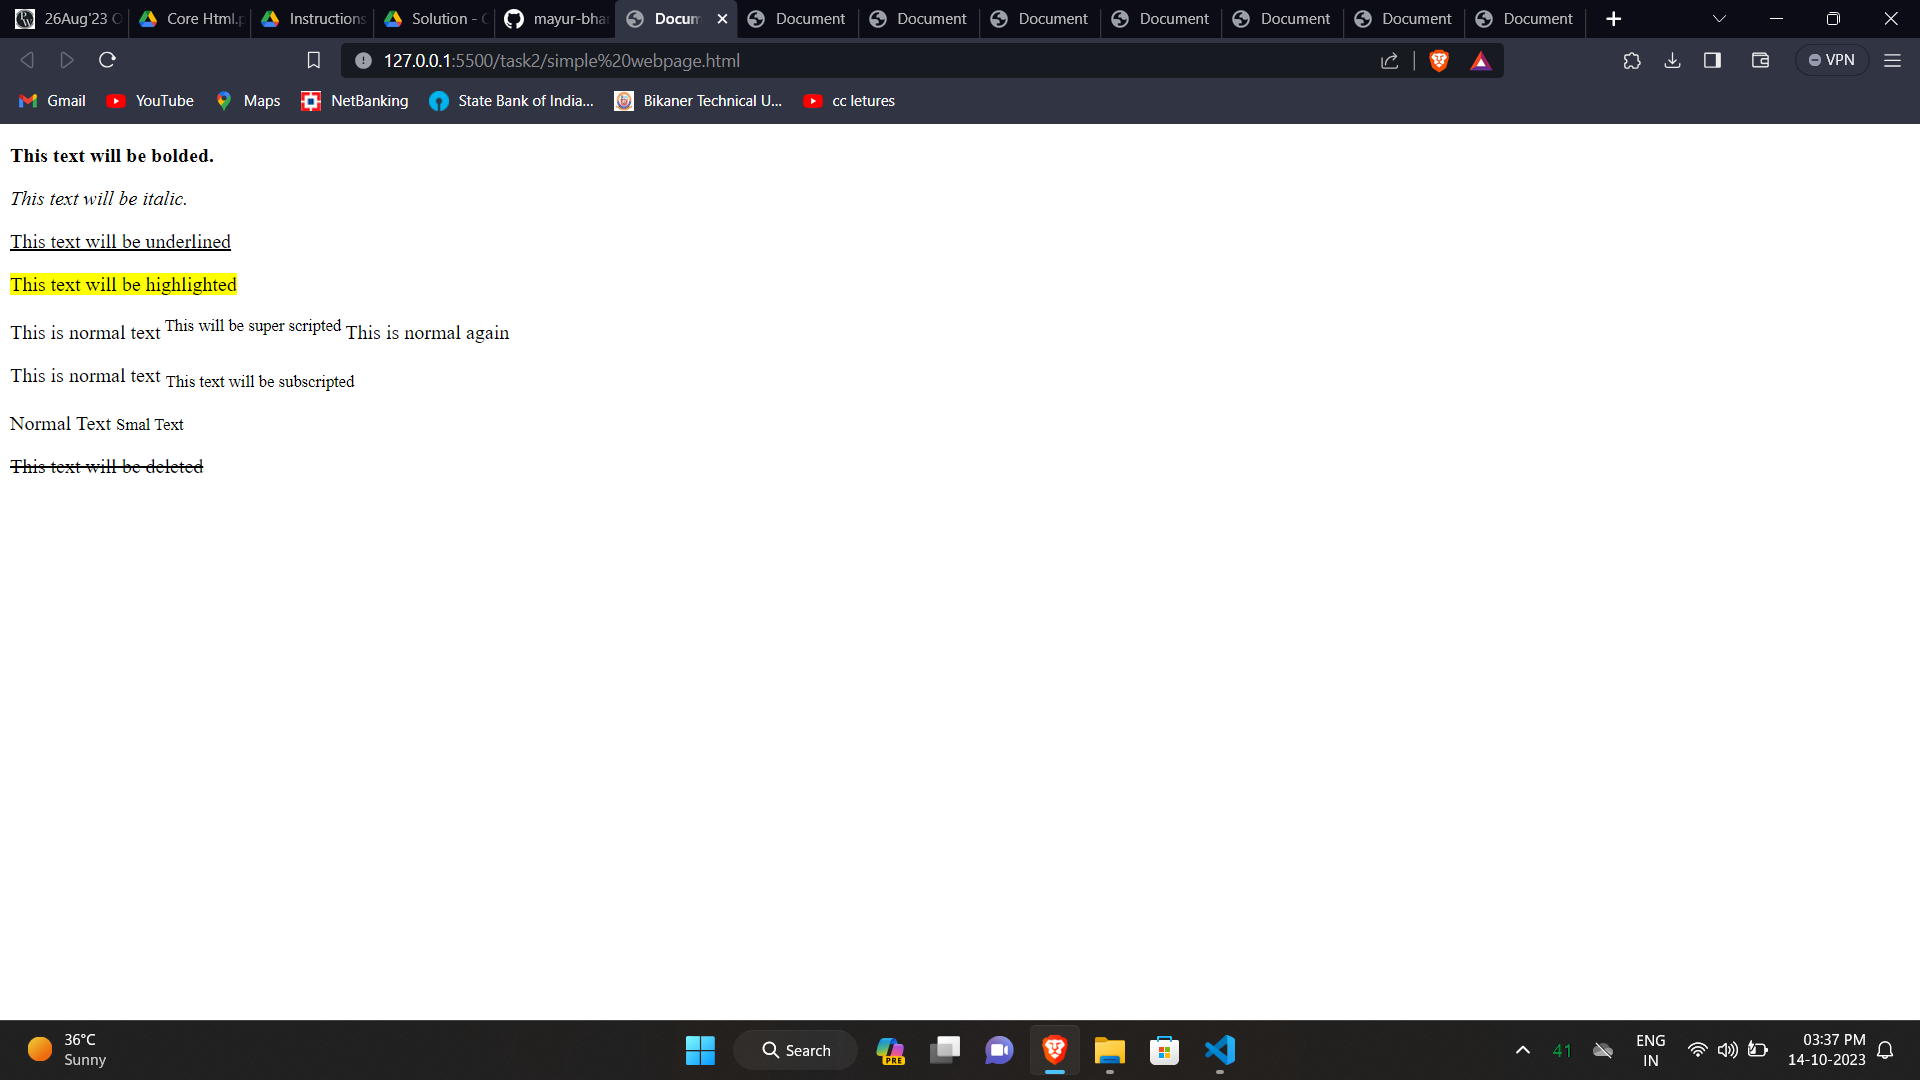 26Aug'23 Core Html.p Instructions Solution - mayur-bha Docum Document Document Document Document Document Document Document
127.0.0.1:5500/task2/simple%20webpage.html VPN
Gmail YouTube Maps NetBanking State Bank of India... Bikaner Technical U... cc letures
This text will be bolded.
This text will be italic.
This text will be underlined
This text will be highlighted
This is normal text This will be super scripted This is normal again
This is normal text This text will be subscripted
Normal Text Smal Text
This text will be deleted
36°C
Sunny
Search
PRE
41
ENG
IN
03:37 PM
14-10-2023